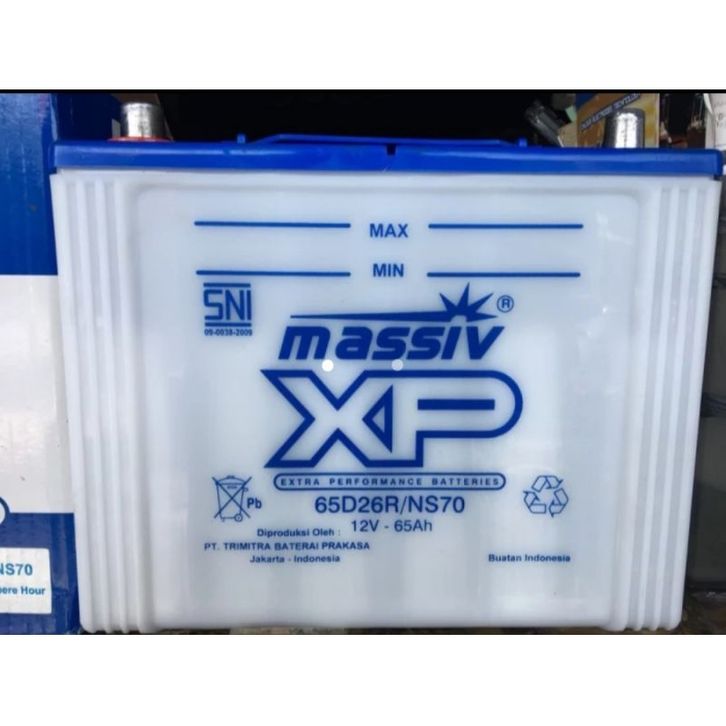 MAX
MIN
SNI
09-0038-2009
massiv ®
XP
EXTRA PERFORMANCE BATTERIES
Pb
65D26R/NS70
12V - 65Ah
Diproduksi Oleh :
PT. TRIMITRA BATERAI PRAKASA
Jakarta - Indonesia
Buatan Indonesia
NS70
pere Hour